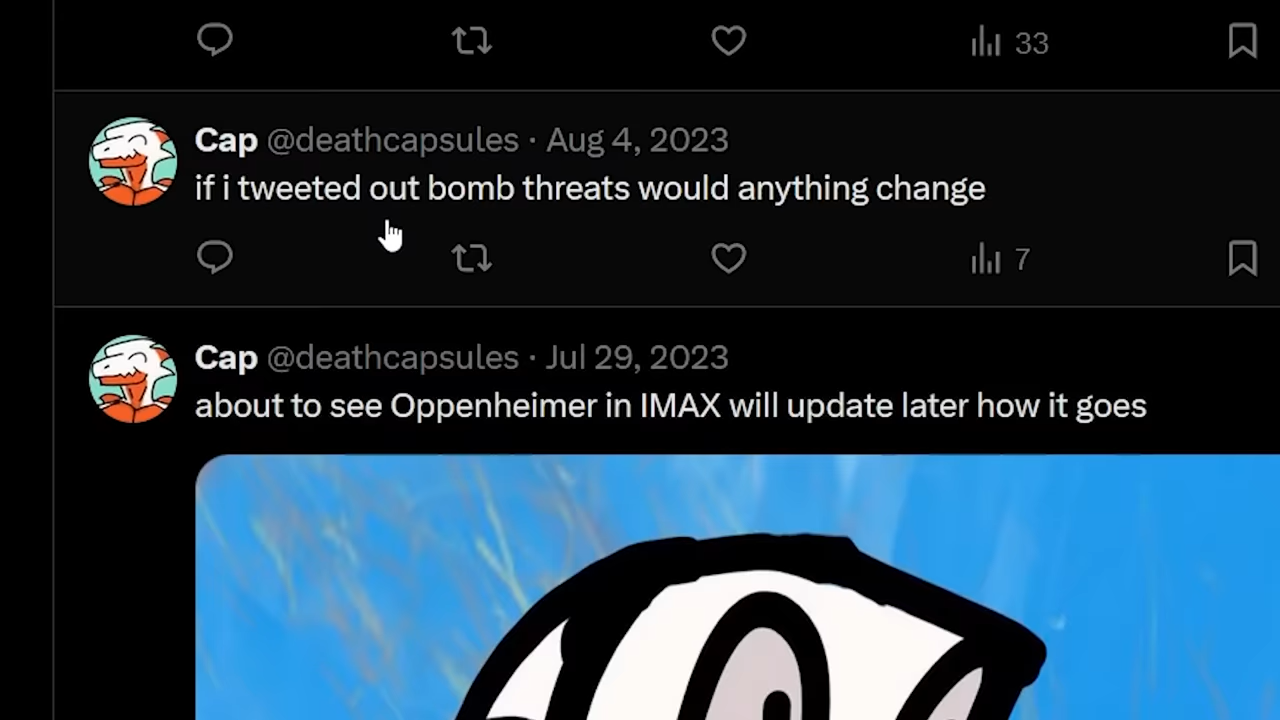 33
Cap @deathcapsules · Aug 4, 2023
if i tweeted out bomb threats would anything change
7
Cap @deathcapsules · Jul 29, 2023
about to see Oppenheimer in IMAX will update later how it goes